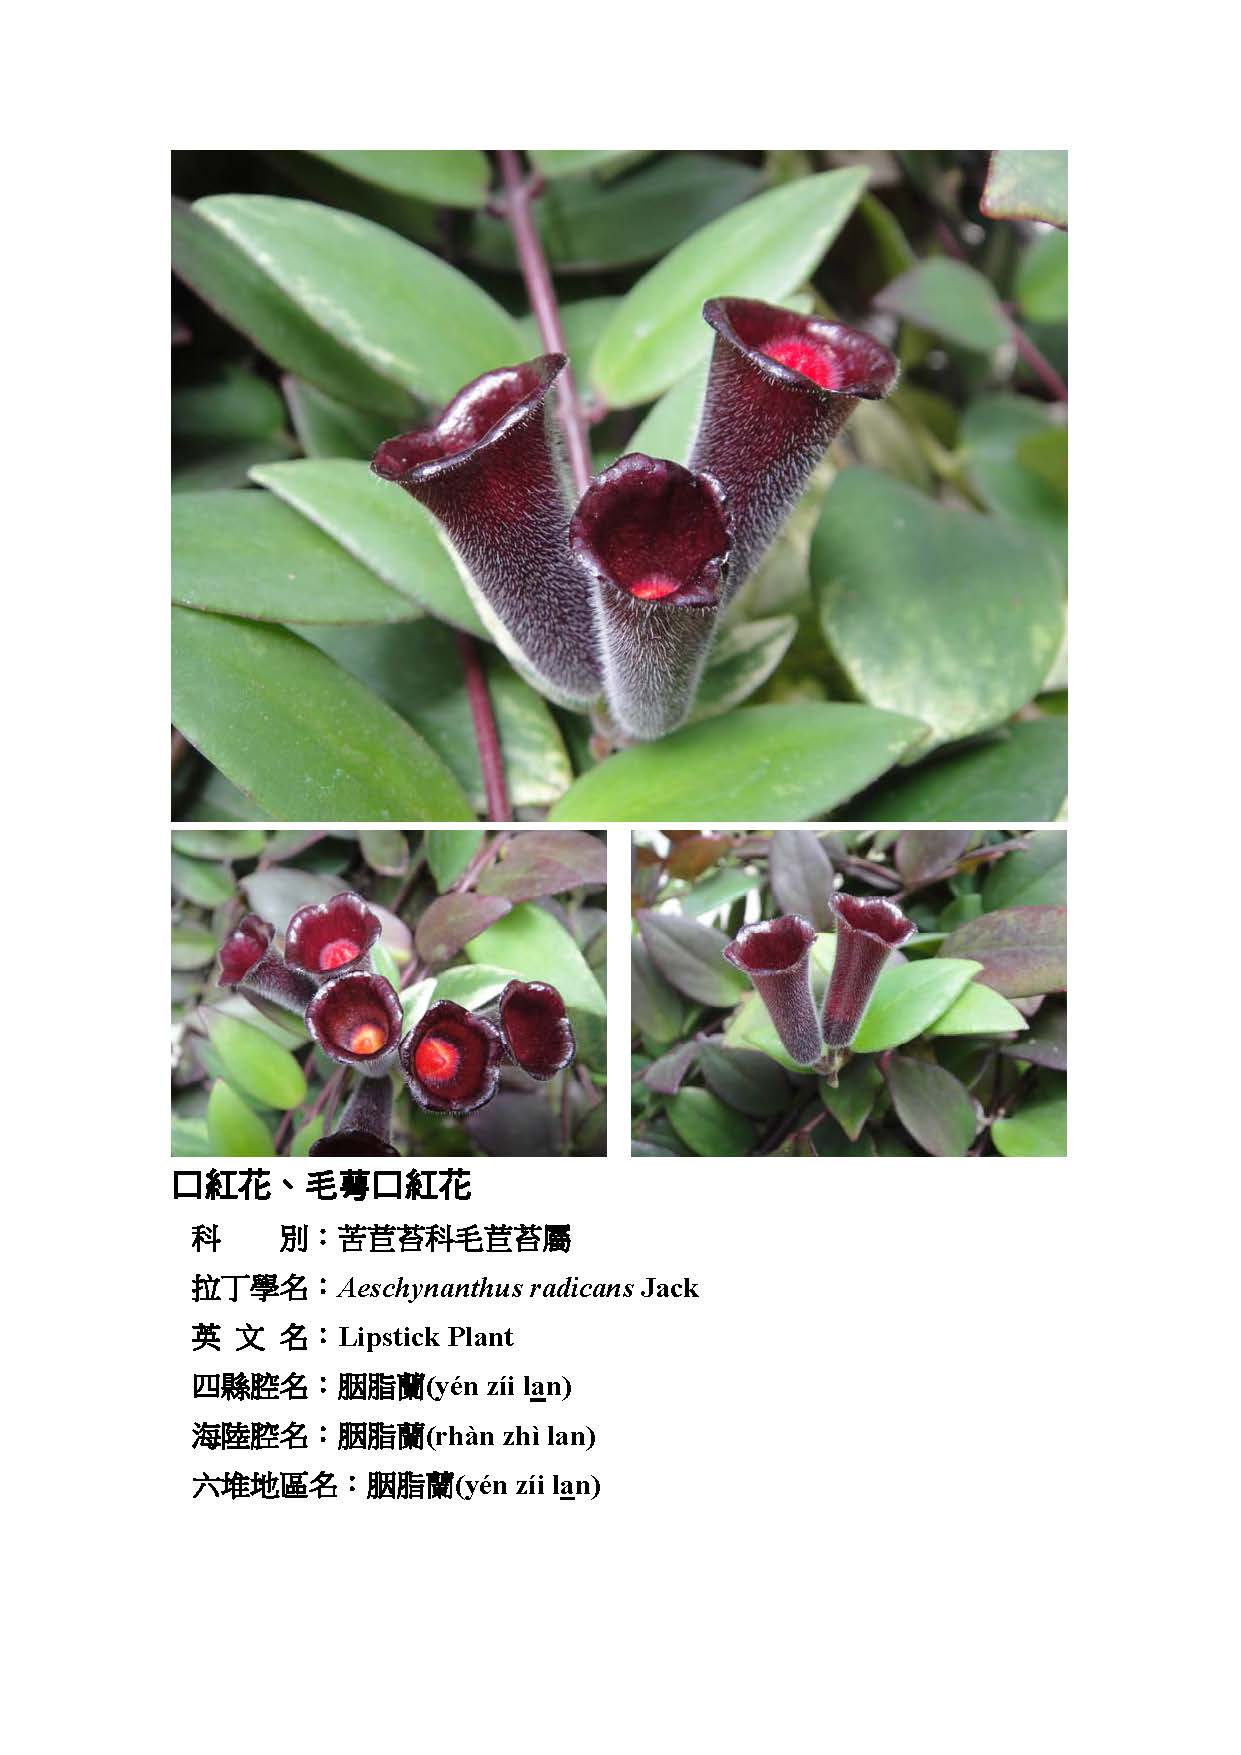 口紅花、毛萼口紅花
科　　別：苦苣苔科毛苣苔屬
拉丁學名：Aeschynanthus radicans Jack
英 文 名：Lipstick Plant
四縣腔名：胭脂蘭(yén zíi la̲n)
海陸腔名：胭脂蘭(rhàn zhì lan)
六堆地區名：胭脂蘭(yén zíi la̲n)